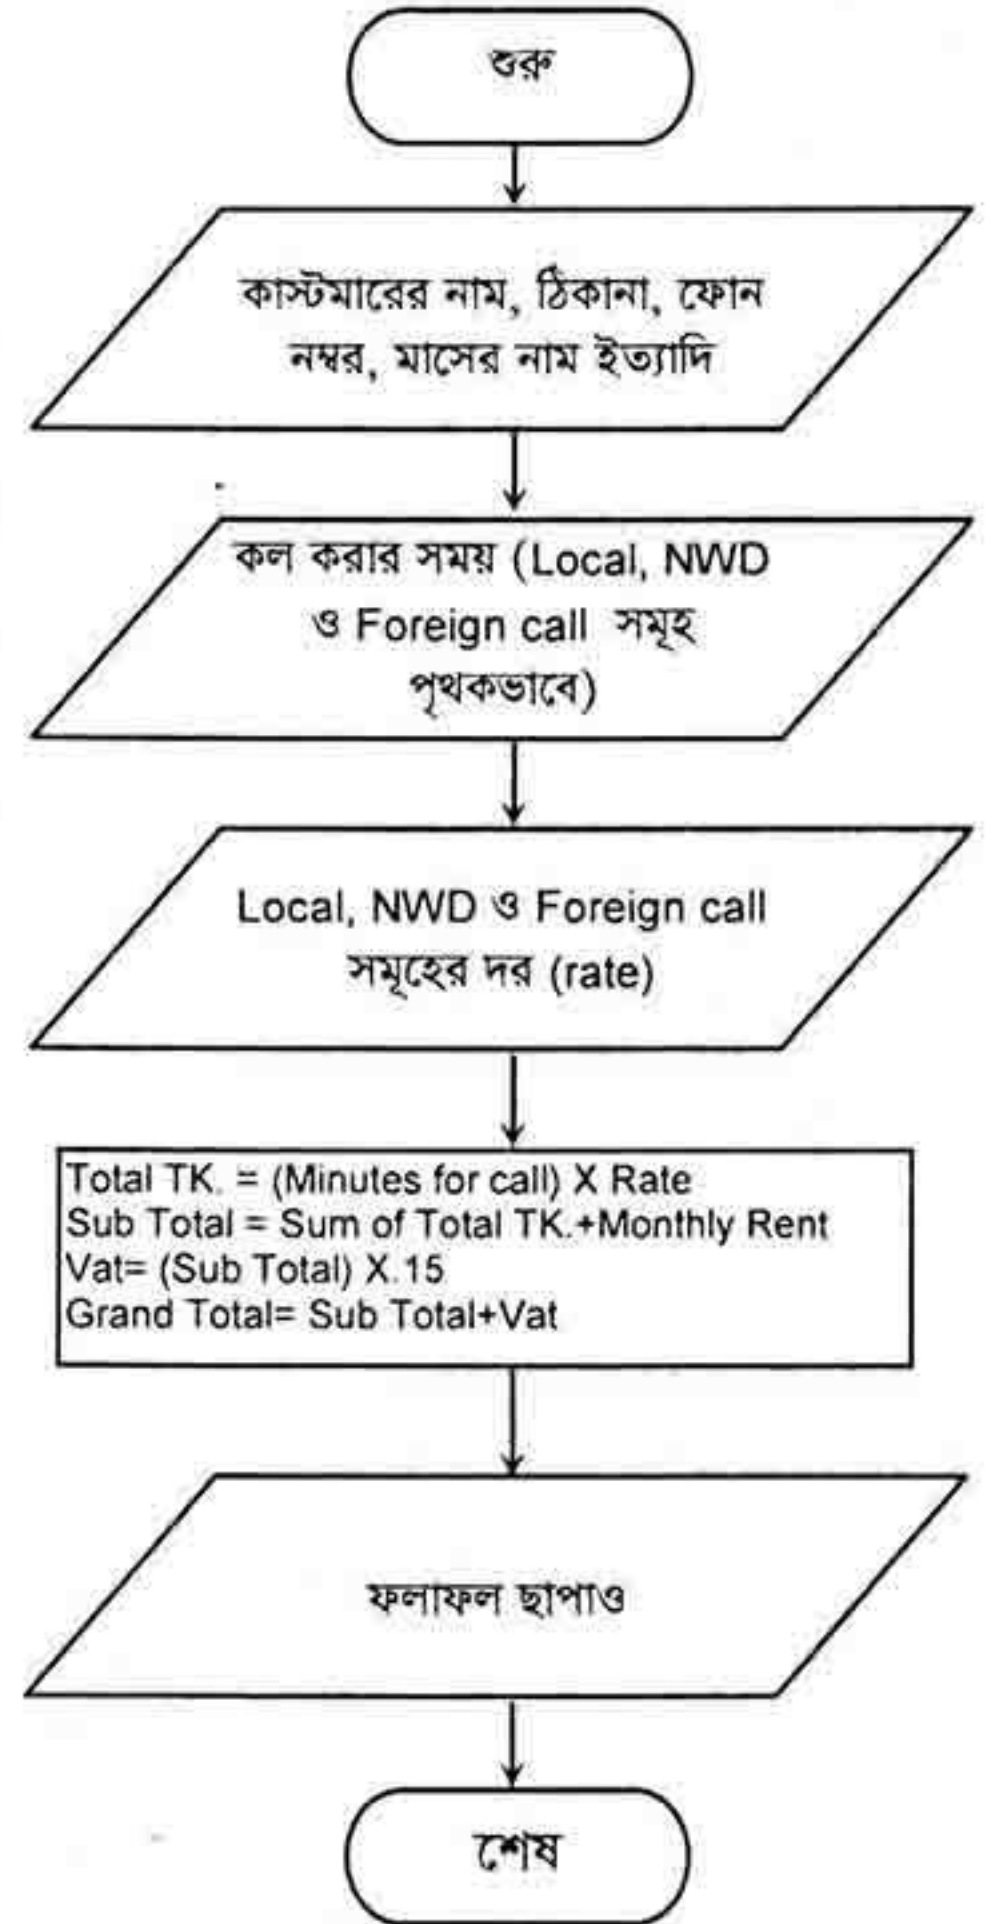 শুরু
কাস্টমারের নাম, ঠিকানা, ফোন
নম্বর, মাসের নাম ইত্যাদি
কল করার সময় (Local, NWD
ও Foreign call সমূহ
পৃথকভাবে)
Local, NWD ও Foreign call
সমূহের দর (rate)
Total TK. = (Minutes for call) X Rate
Sub Total = Sum of Total TK.+Monthly Rent
Vat= (Sub Total) X.15
Grand Total= Sub Total+Vat
ফলাফল ছাপাও
শেষ